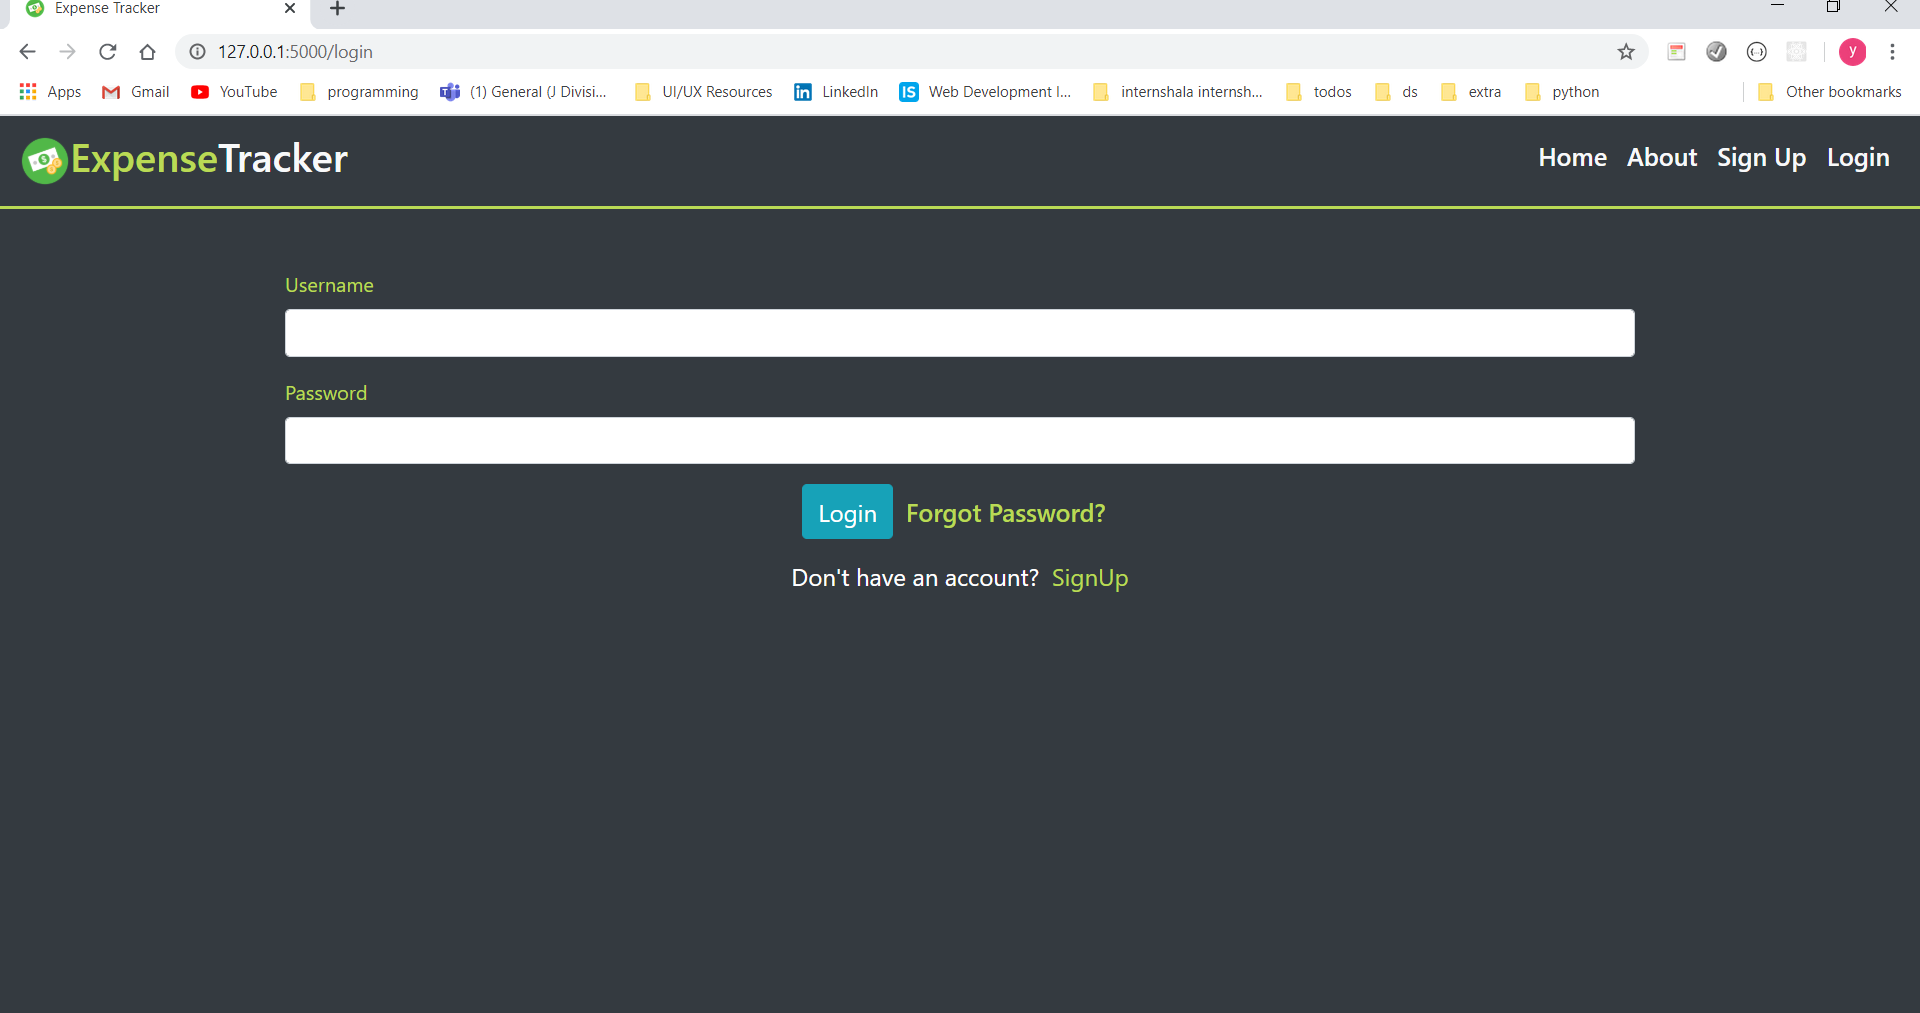 Expense Tracker
127.0.0.1:5000/login
y
Apps Gmail YouTube programming (1) General (J Divisi... UI/UX Resources LinkedIn IS Web Development I... internshala internsh... todos ds extra python Other bookmarks
ExpenseTracker Home About Sign Up Login
Username
Password
Login Forgot Password?
Don't have an account? SignUp